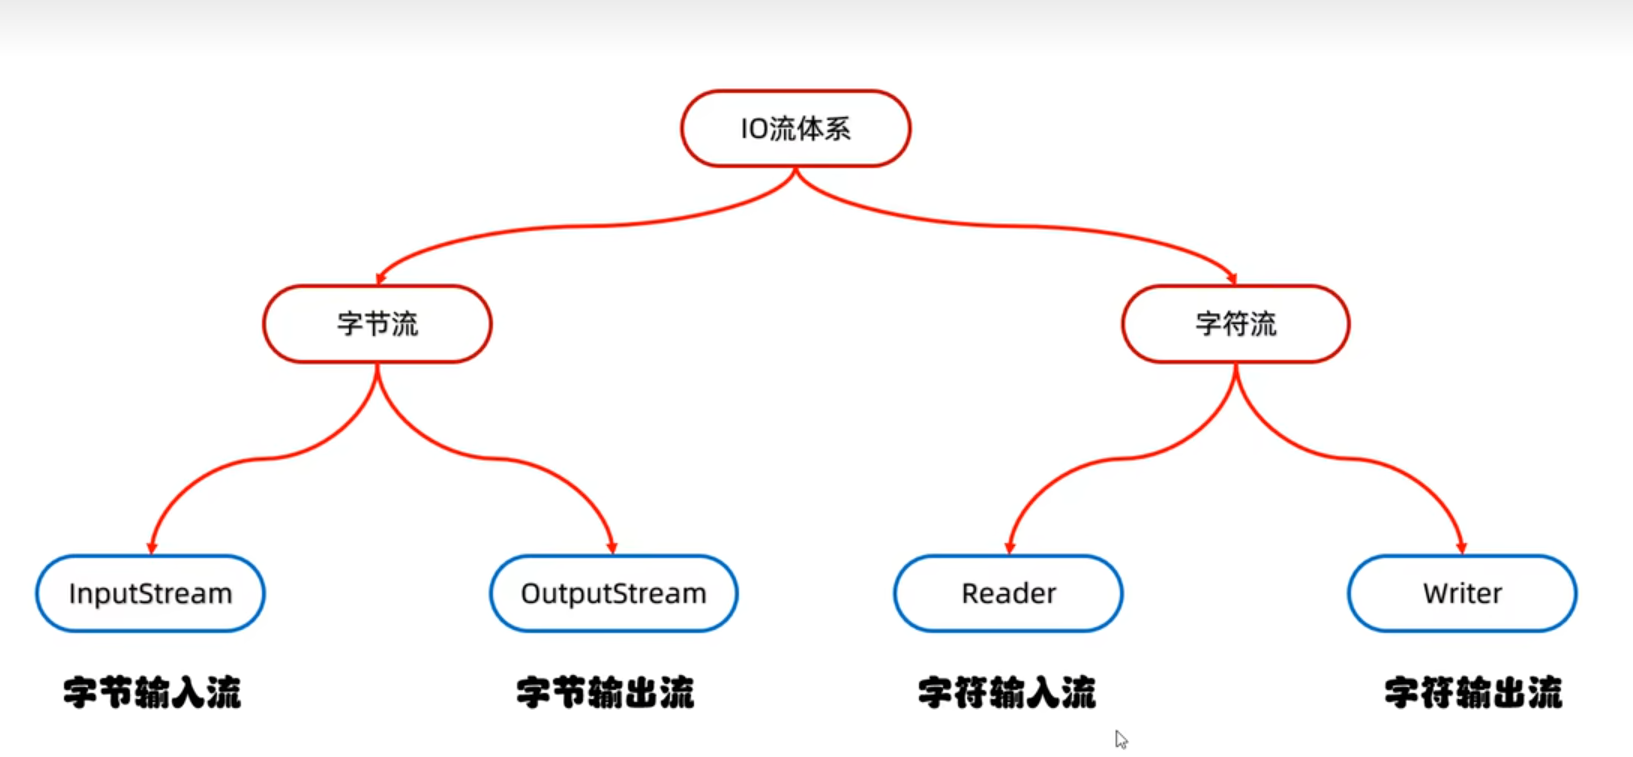 IO流体系
字节流
字符流
InputStream
OutputStream
Reader
Writer
字节输入流
字节输出流
字符输入流
字符输出流